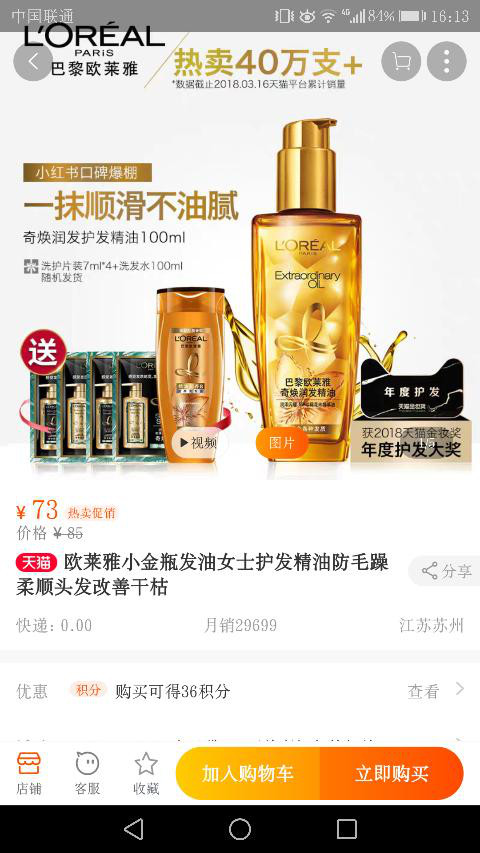 中国联通
4G
84%
16:13
L'ORÉAL
PARIS
巴黎欧莱雅
热卖40万支+
*数据截止2018.03.16天猫平台累计销量
小红书口碑爆棚
一抹顺滑不油腻
奇焕润发护发精油100ml
洗护片装7ml*4+洗发水100ml
随机发货
送
L'ORÉAL
L'ORÉAL
PARIS
Extraordinary
OIL
巴黎欧莱雅
奇焕润发精油
年度护发
获2018天猫金妆奖
年度护发大奖
视频
图片
¥ 73
热卖促销
价格 ¥ 85
天猫 欧莱雅小金瓶发油女士护发精油防毛躁
柔顺头发改善干枯
分享
快递: 0.00
月销29699
江苏苏州
优惠
积分
购买可得36积分
查看
店铺
客服
收藏
加入购物车
立即购买